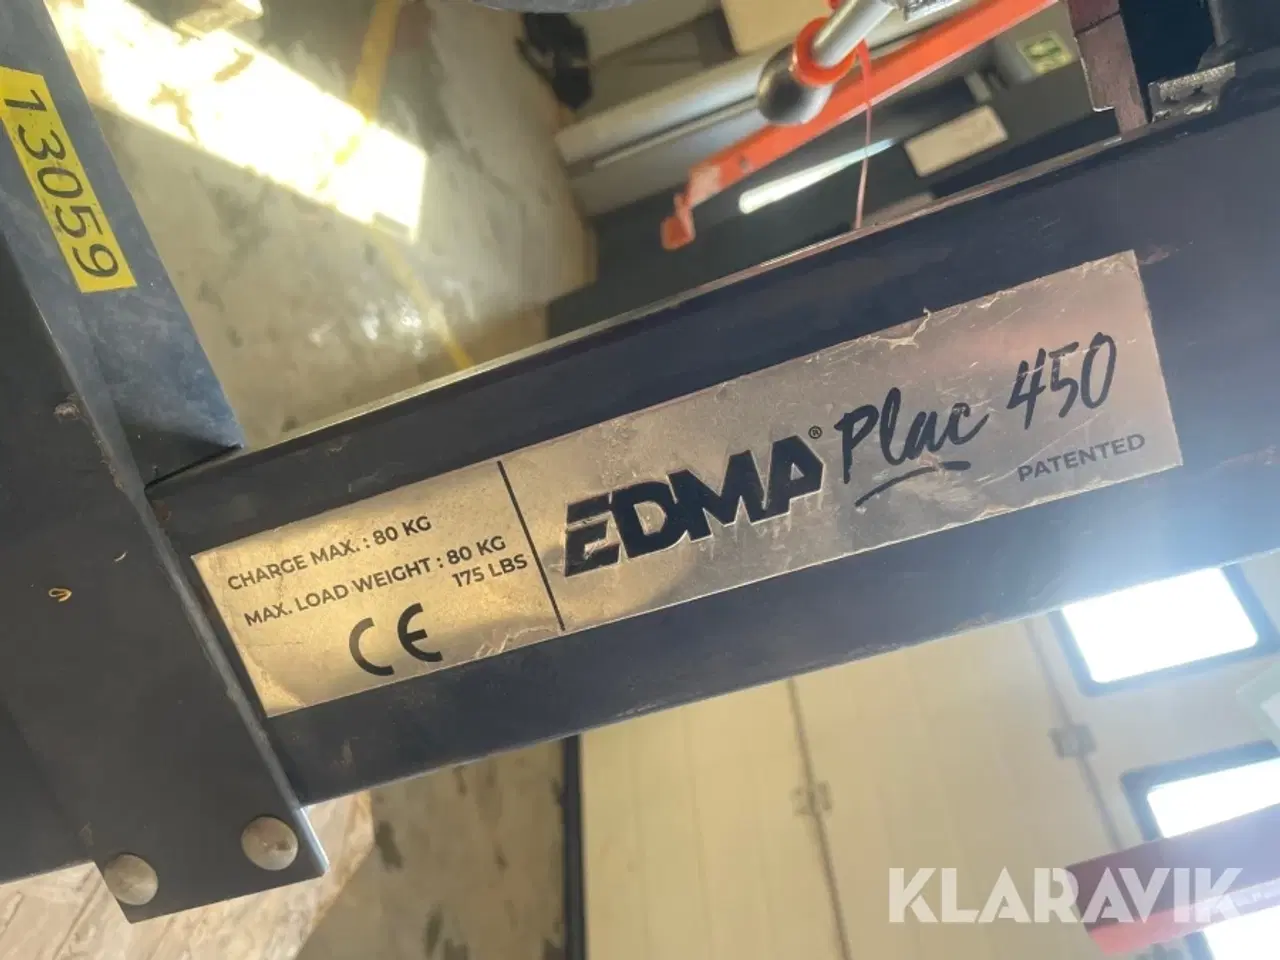 13059
CHARGE MAX. : 80 KG
MAX. LOAD WEIGHT : 80 KG
175 LBS
CE
EDMA® Plac 450
PATENTED
KLARAVIK